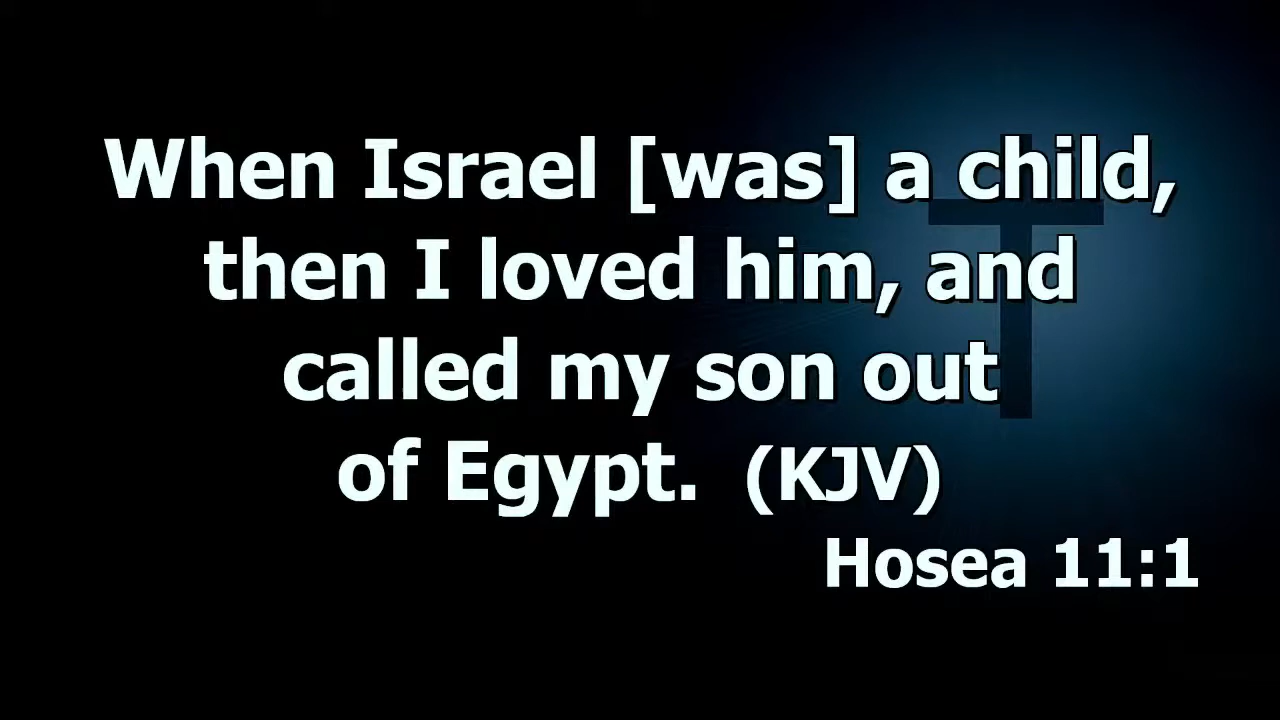 When Israel [was] a child,
then I loved him, and
called my son out
of Egypt. (KJV)
Hosea 11:1